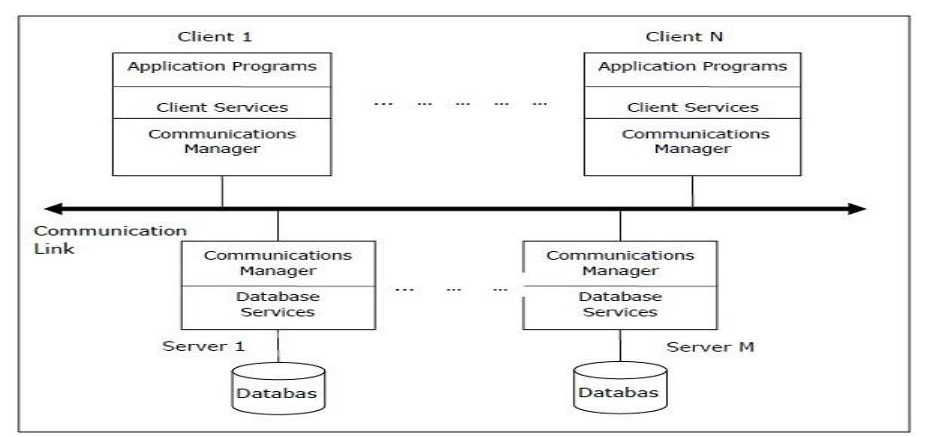 Client 1
Client N
Application Programs
Application Programs
Client Services
... ... ... ... ...
Client Services
Communications
Manager
Communications
Manager
Communication
Link
Communications
Manager
Communications
Manager
... ... ...
Database
Services
Database
Services
Server 1
Server M
Databas
Databas